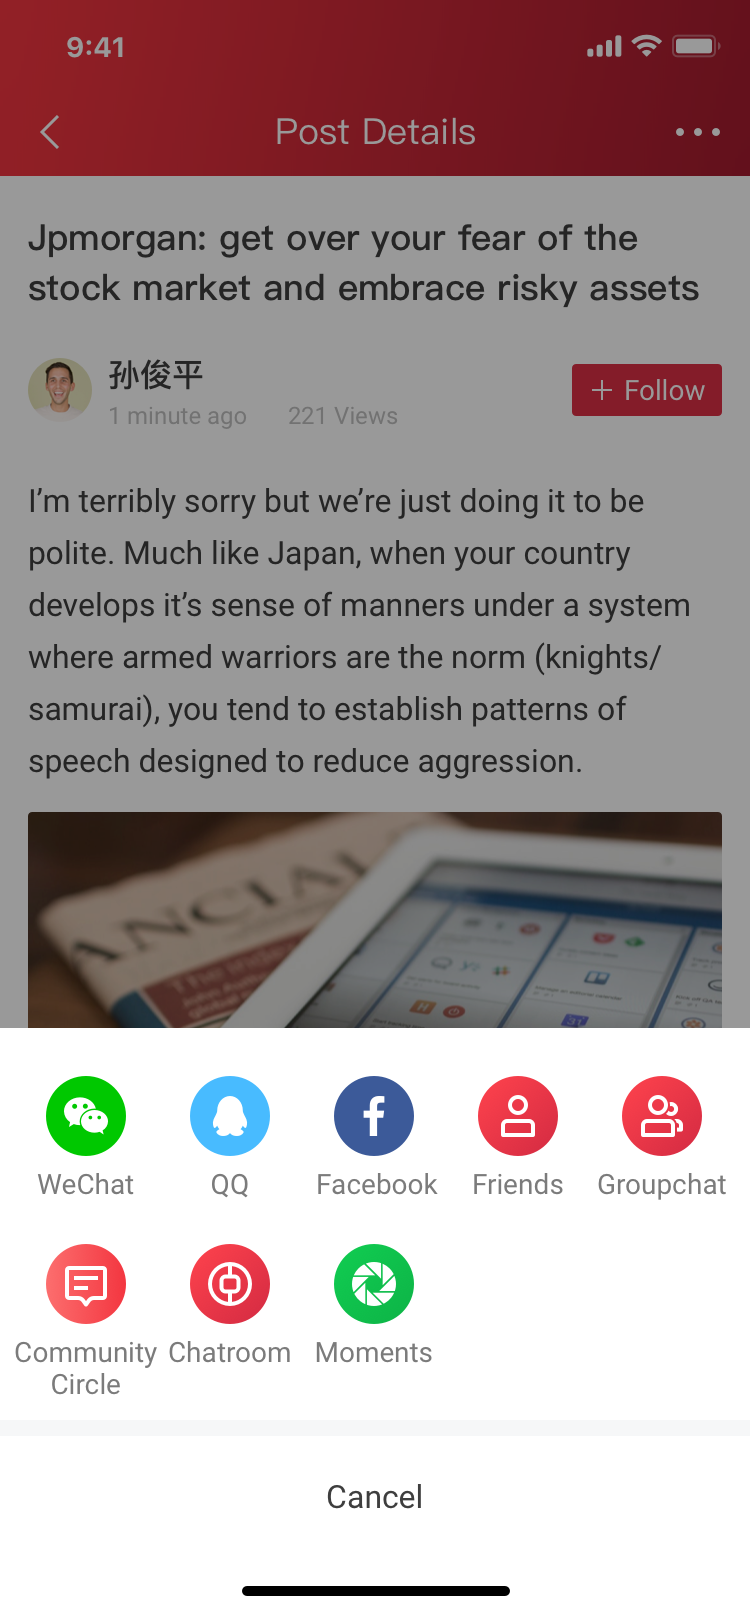 9:41
Post Details
Jpmorgan: get over your fear of the
stock market and embrace risky assets
孙俊平
1 minute ago 221 Views
+ Follow
I’m terribly sorry but we’re just doing it to be
polite. Much like Japan, when your country
develops it’s sense of manners under a system
where armed warriors are the norm (knights/
samurai), you tend to establish patterns of
speech designed to reduce aggression.
ANCIAL
WeChat QQ Facebook Friends Groupchat
Community Chatroom Moments
Circle
Cancel